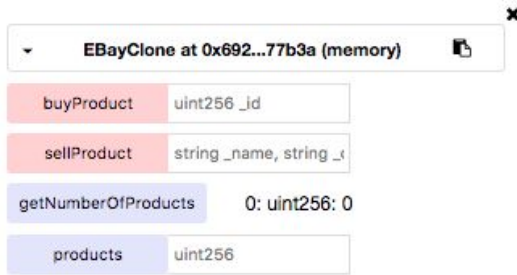 EBayClone at 0x692...77b3a (memory)
buyProduct uint256 _id
sellProduct string _name, string _
getNumberOfProducts 0: uint256: 0
products uint256